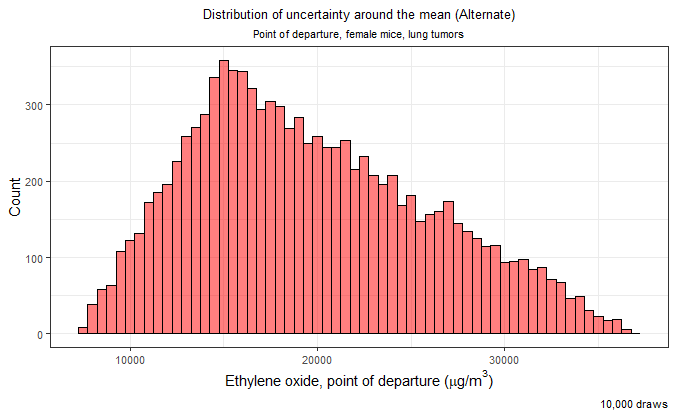 Distribution of uncertainty around the mean (Alternate)
Point of departure, female mice, lung tumors
300
200
100
0
Count
10000 20000 30000
Ethylene oxide, point of departure (μg/m³)
10,000 draws